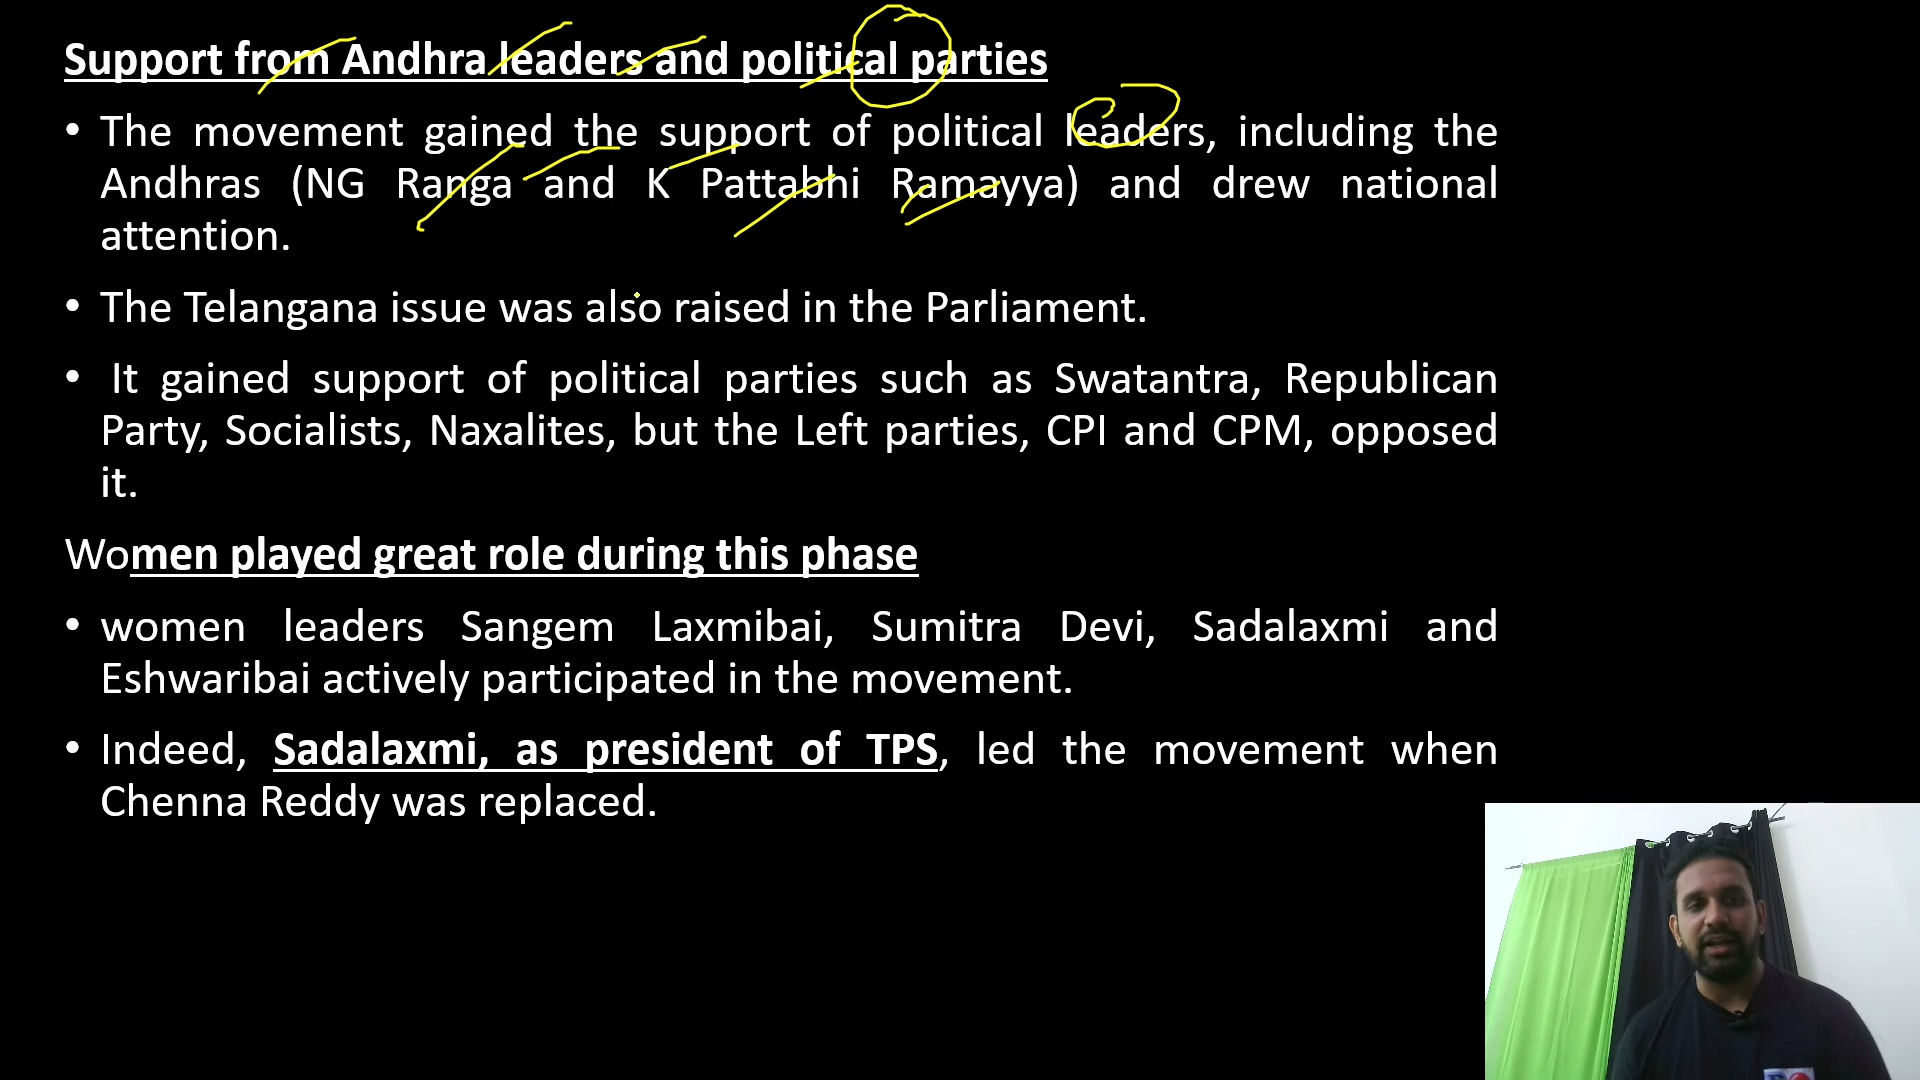 Support from Andhra leaders and political parties
• The movement gained the support of political leaders, including the
Andhras (NG Ranga and K Pattabhi Ramayya) and drew national
attention.
• The Telangana issue was also raised in the Parliament.
• It gained support of political parties such as Swatantra, Republican
Party, Socialists, Naxalites, but the Left parties, CPI and CPM, opposed
it.
Women played great role during this phase
• women leaders Sangem Laxmibai, Sumitra Devi, Sadalaxmi and
Eshwaribai actively participated in the movement.
• Indeed, Sadalaxmi, as president of TPS, led the movement when
Chenna Reddy was replaced.